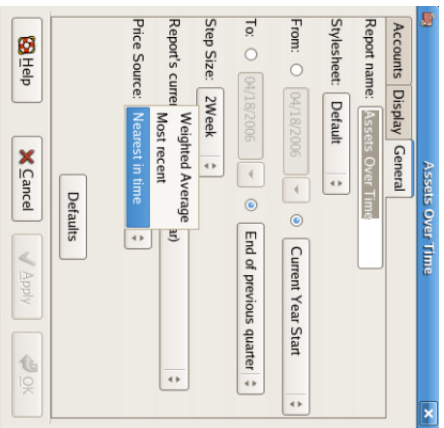 Assets Over Time
Accounts Display General
Report name: Assets Over Time
Stylesheet: Default
From: 04/18/2006 Current Year Start
To: 04/18/2006 End of previous quarter
Step Size: 2Week
Report's curre ar)
Weighted Average
Most recent
Price Source: Nearest in time
Defaults
Help Cancel Apply OK